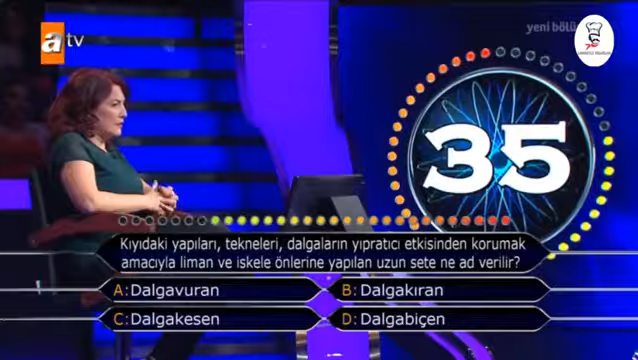 atv
yeni bölü
35
Kıyıdaki yapıları, tekneleri, dalgaların yıpratıcı etkisinden korumak
amacıyla liman ve iskele önlerine yapılan uzun sete ne ad verilir?
A:Dalgavuran
B:Dalgakıran
C:Dalgakesen
D:Dalgabiçen